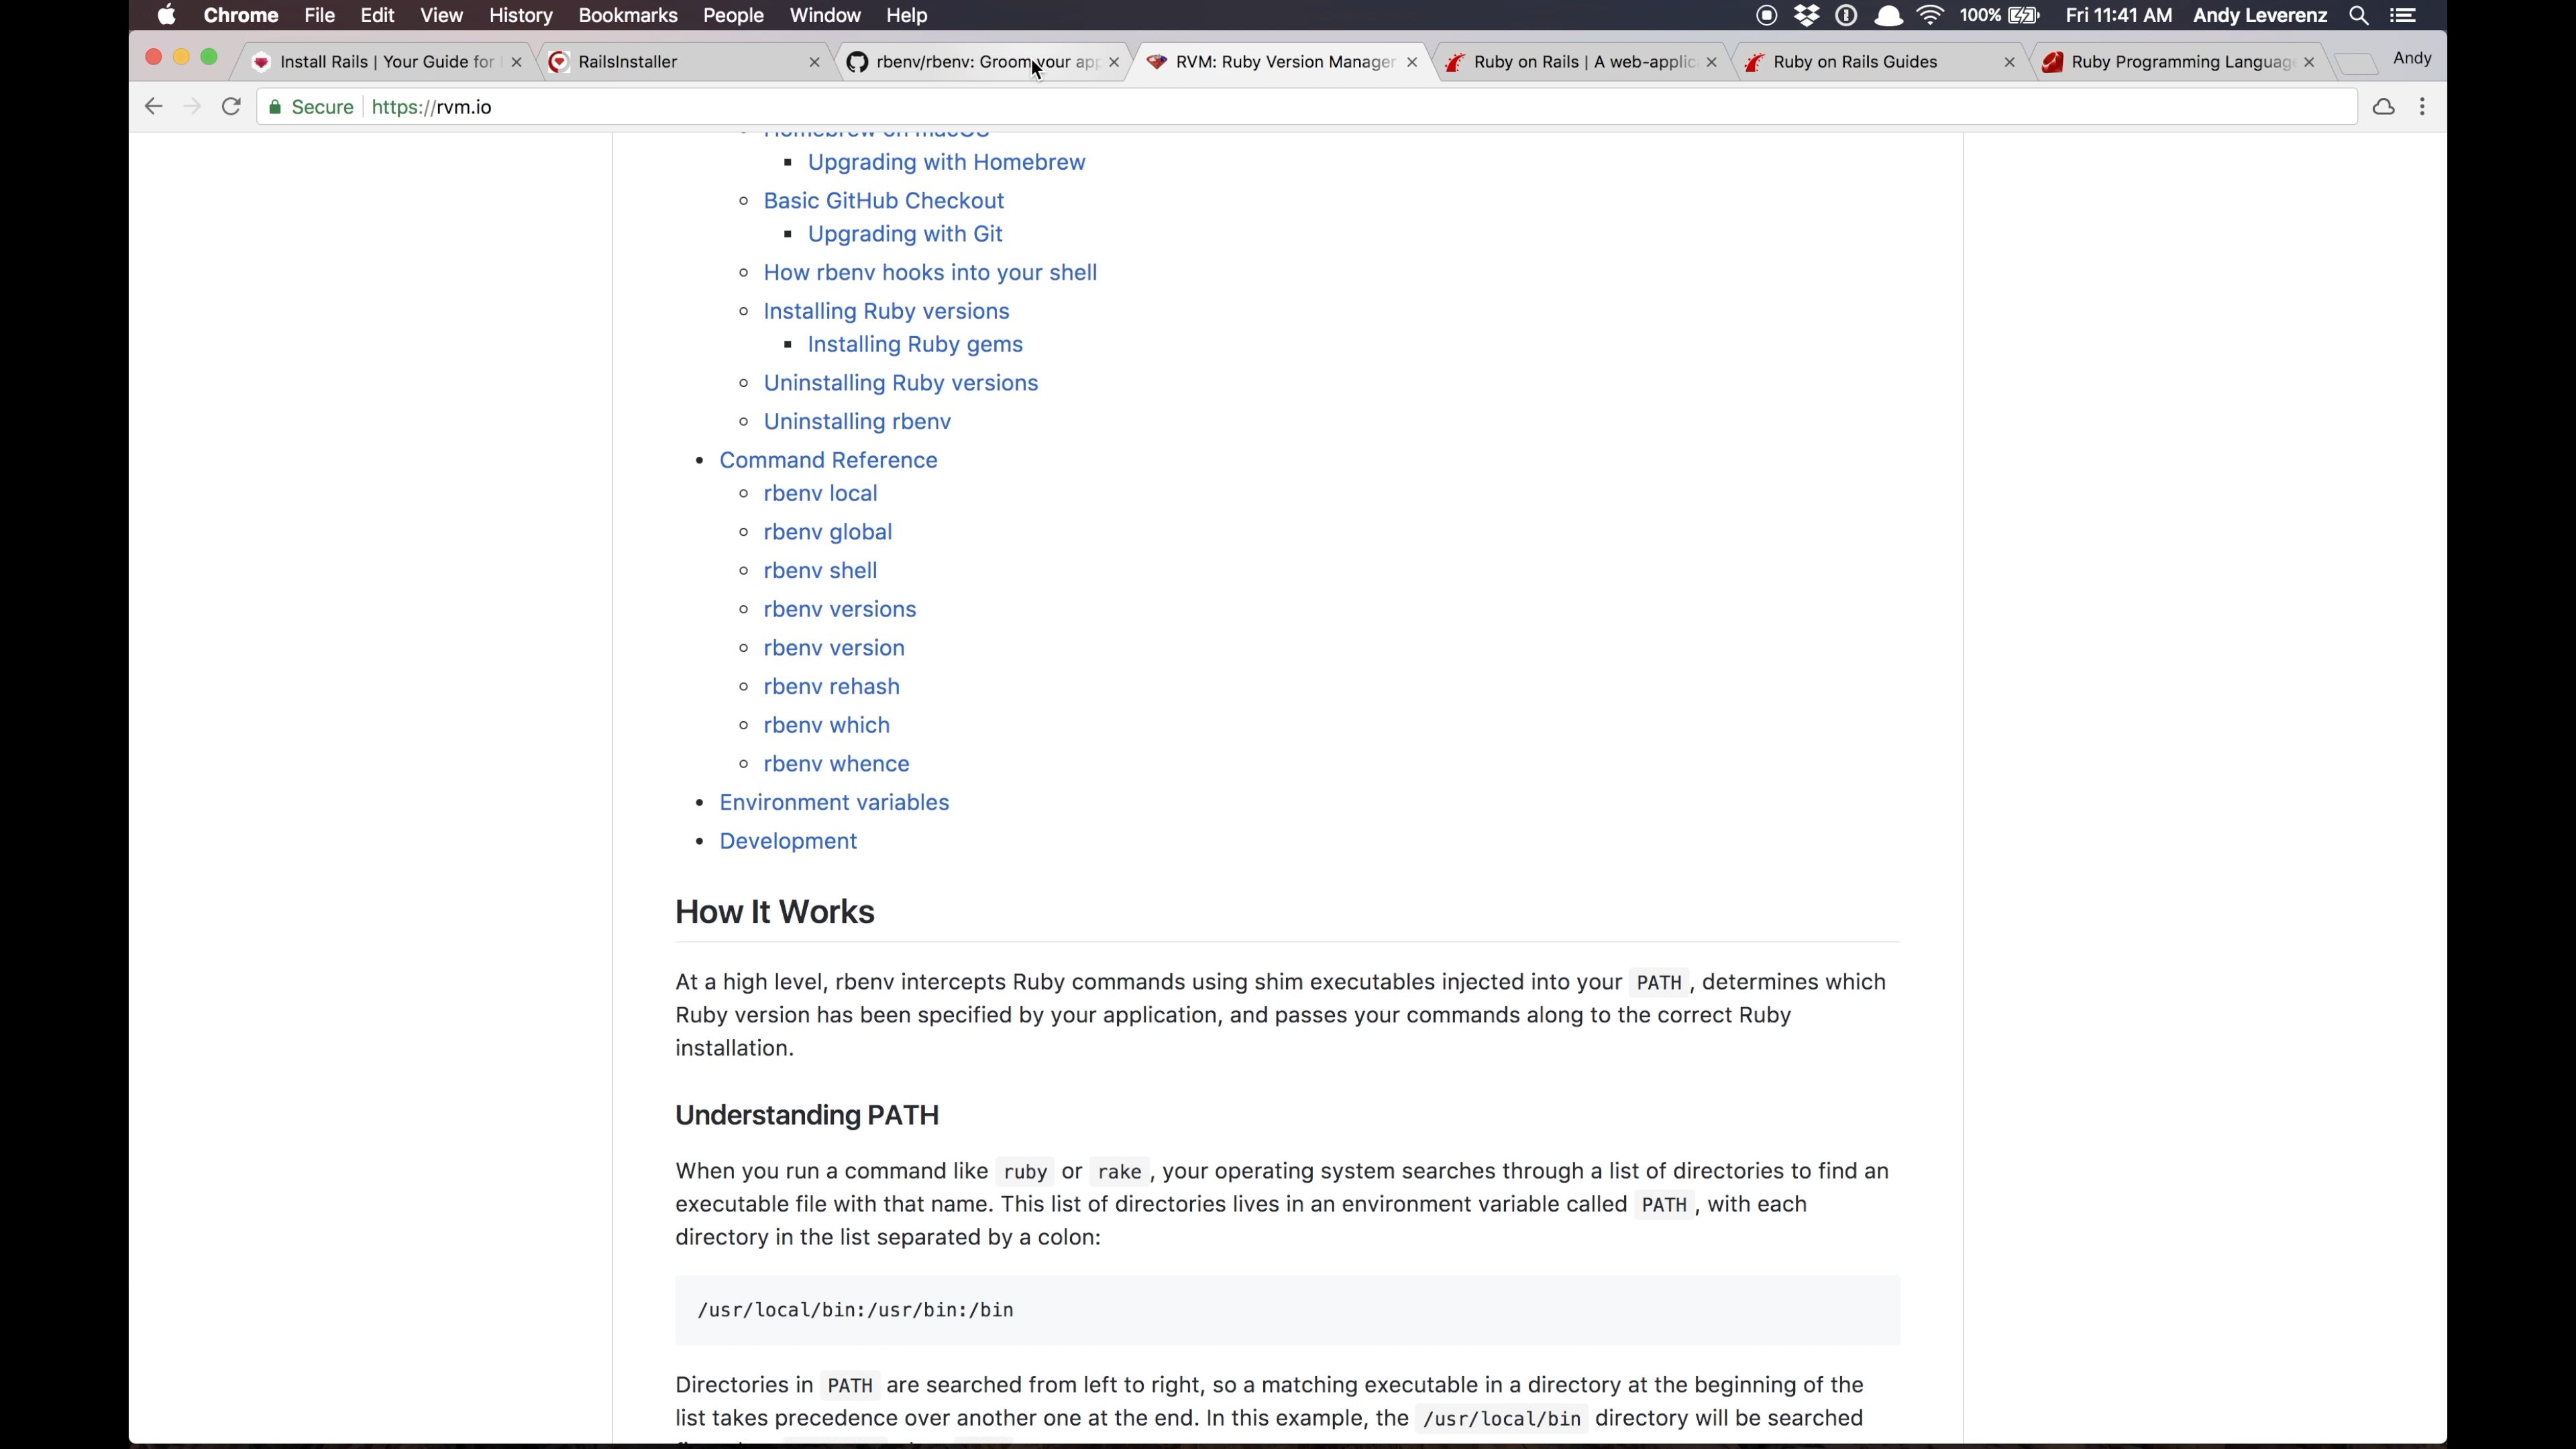 Chrome File Edit View History Bookmarks People Window Help 100% Fri 11:41 AM Andy Leverenz
Install Rails | Your Guide for RailsInstaller rbenv/rbenv: Groom your app RVM: Ruby Version Manager Ruby on Rails | A web-applic Ruby on Rails Guides Ruby Programming Languag Andy
Secure https://rvm.io
Homebrew on macOS
Upgrading with Homebrew
Basic GitHub Checkout
Upgrading with Git
How rbenv hooks into your shell
Installing Ruby versions
Installing Ruby gems
Uninstalling Ruby versions
Uninstalling rbenv
Command Reference
rbenv local
rbenv global
rbenv shell
rbenv versions
rbenv version
rbenv rehash
rbenv which
rbenv whence
Environment variables
Development
How It Works
At a high level, rbenv intercepts Ruby commands using shim executables injected into your PATH, determines which
Ruby version has been specified by your application, and passes your commands along to the correct Ruby
installation.
Understanding PATH
When you run a command like ruby or rake, your operating system searches through a list of directories to find an
executable file with that name. This list of directories lives in an environment variable called PATH, with each
directory in the list separated by a colon:
/usr/local/bin:/usr/bin:/bin
Directories in PATH are searched from left to right, so a matching executable in a directory at the beginning of the
list takes precedence over another one at the end. In this example, the /usr/local/bin directory will be searched